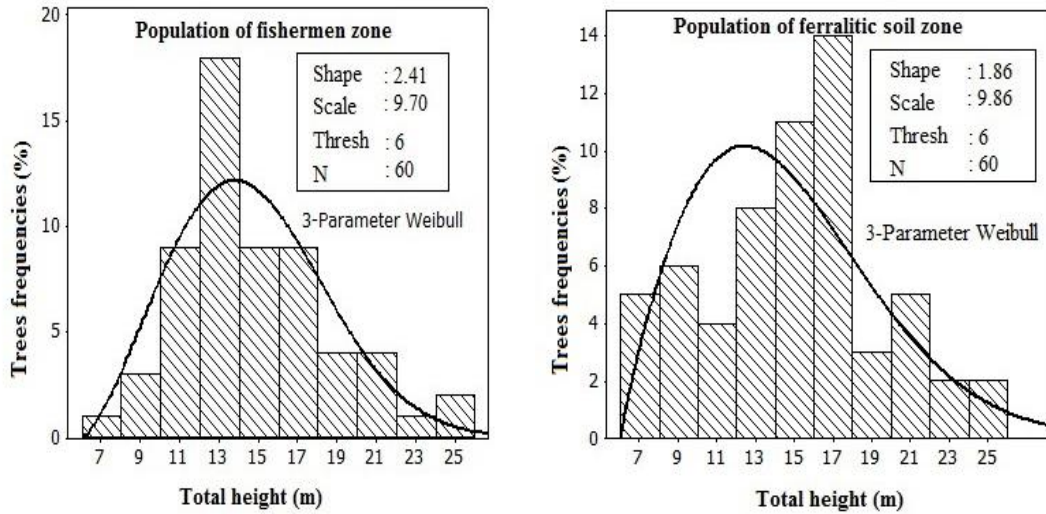 Population of fishermen zone
Shape : 2.41
Scale : 9.70
Thresh : 6
N : 60
3-Parameter Weibull
Trees frequencies (%)
20
15
10
5
0
7 9 11 13 15 17 19 21 23 25
Total height (m)
Population of ferralitic soil zone
Shape : 1.86
Scale : 9.86
Thresh : 6
N : 60
3-Parameter Weibull
Trees frequencies (%)
14
12
10
8
6
4
2
0
7 9 11 13 15 17 19 21 23 25
Total height (m)